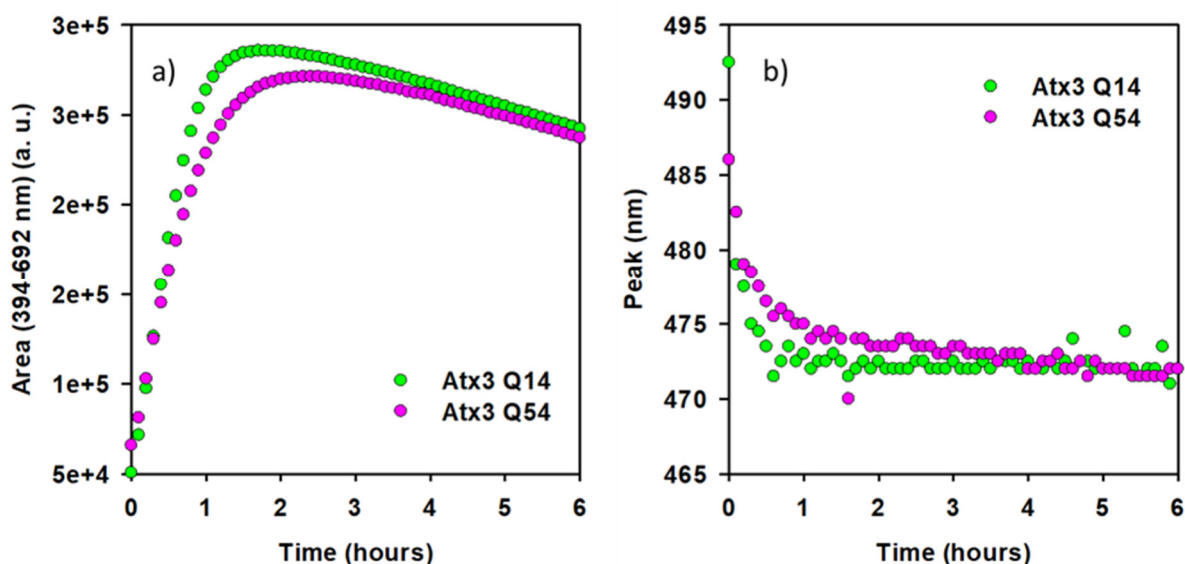 a)
3e+5
3e+5
2e+5
2e+5
1e+5
5e+4
Area (394-692 nm) (a. u.)
Atx3 Q14
Atx3 Q54
0 1 2 3 4 5 6
Time (hours)
b)
495
490
485
480
475
470
465
Peak (nm)
Atx3 Q14
Atx3 Q54
0 1 2 3 4 5 6
Time (hours)